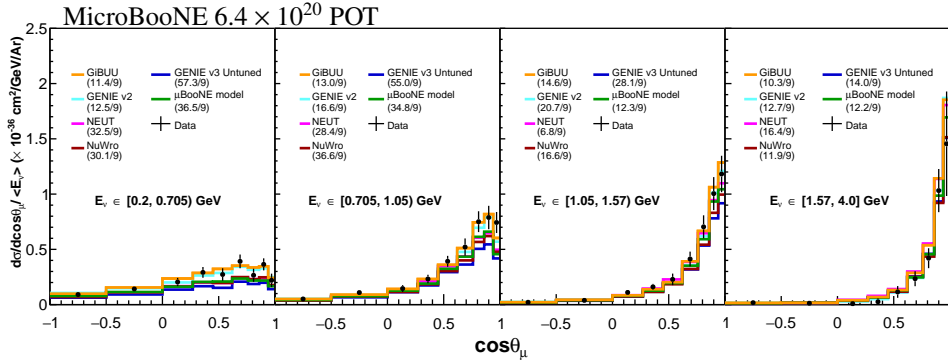 MicroBooNE 6.4 × 10²⁰ POT
dσ/dcosθμ/ <Eν> (× 10⁻³⁶ cm²/GeV/Ar)
2.5
2
1.5
1
0.5
0
GiBUU
(11.4/9)
GENIE v2
(12.5/9)
NEUT
(32.5/9)
NuWro
(30.1/9)
GENIE v3 Untuned
(57.3/9)
μBooNE model
(36.5/9)
Data
Eν ∈ [0.2, 0.705) GeV
GiBUU
(13.0/9)
GENIE v2
(16.6/9)
NEUT
(28.4/9)
NuWro
(36.6/9)
GENIE v3 Untuned
(55.0/9)
μBooNE model
(34.8/9)
Data
Eν ∈ [0.705, 1.05) GeV
GiBUU
(14.6/9)
GENIE v2
(20.7/9)
NEUT
(6.8/9)
NuWro
(16.6/9)
GENIE v3 Untuned
(28.1/9)
μBooNE model
(12.3/9)
Data
Eν ∈ [1.05, 1.57) GeV
GiBUU
(10.3/9)
GENIE v2
(12.7/9)
NEUT
(16.4/9)
NuWro
(11.9/9)
GENIE v3 Untuned
(14.0/9)
μBooNE model
(12.2/9)
Data
Eν ∈ [1.57, 4.0] GeV
−1 −0.5 0 0.5 −1 −0.5 0 0.5 −1 −0.5 0 0.5 −1 −0.5 0 0.5 1
cosθμ